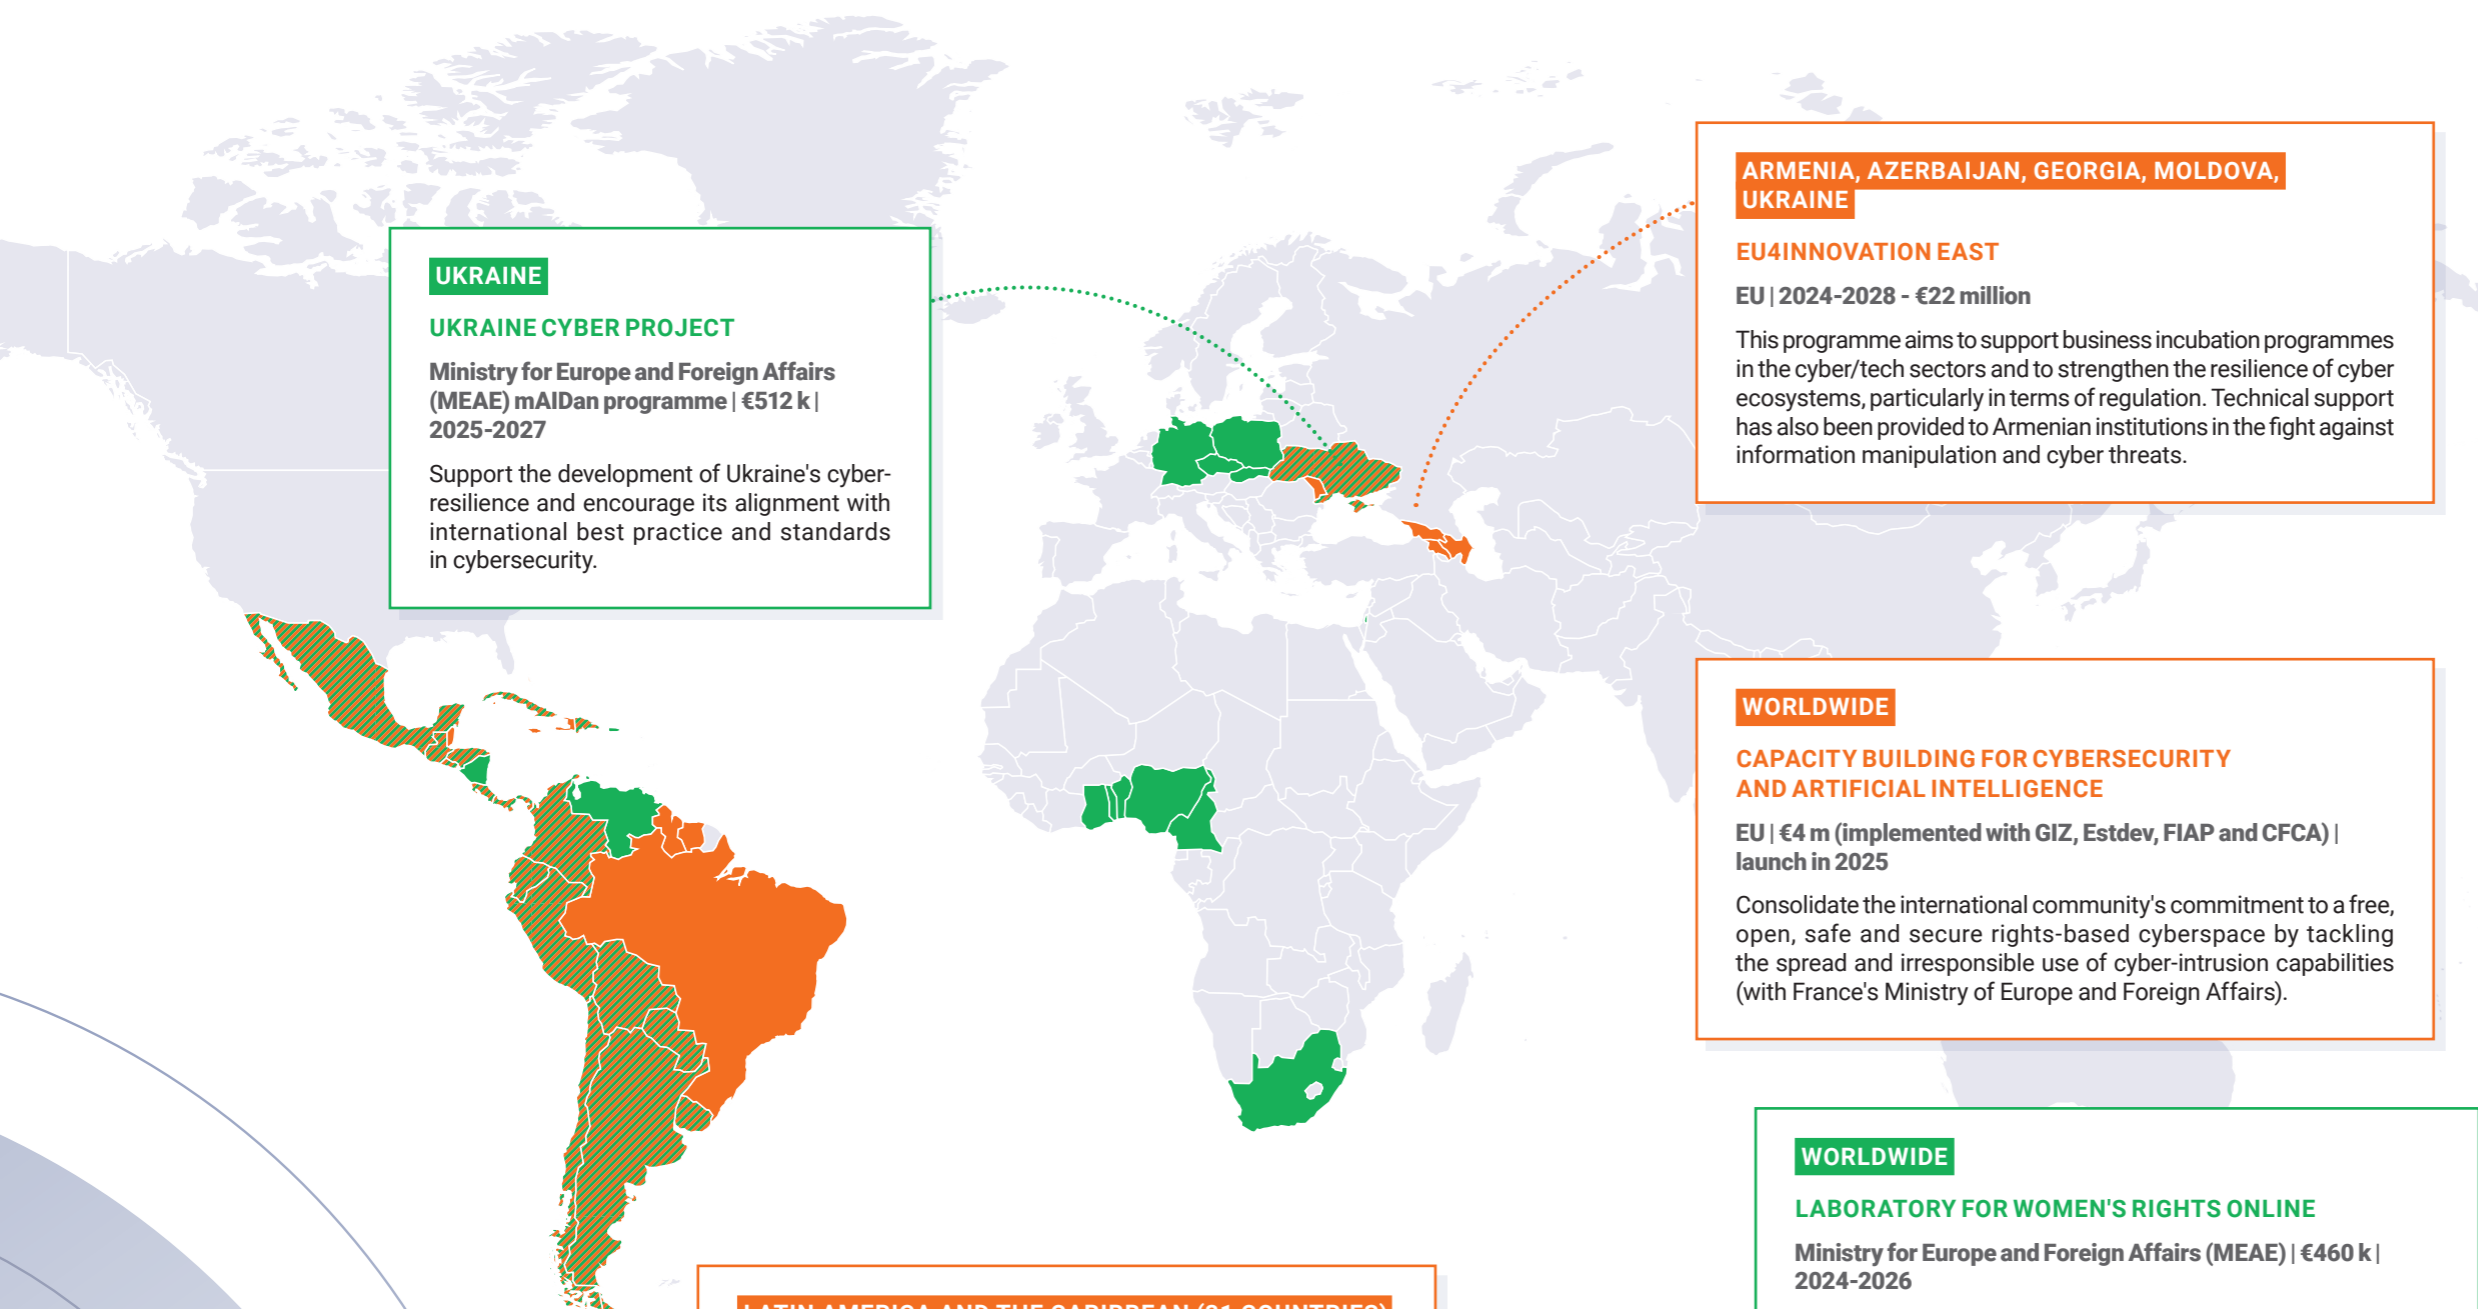 UKRAINE
UKRAINE CYBER PROJECT
Ministry for Europe and Foreign Affairs
(MEAE) mAIDan programme | €512 k |
2025-2027
Support the development of Ukraine's cyber-
resilience and encourage its alignment with
international best practice and standards
in cybersecurity.
ARMENIA, AZERBAIJAN, GEORGIA, MOLDOVA,
UKRAINE
EU4INNOVATION EAST
EU | 2024-2028 - €22 million
This programme aims to support business incubation programmes
in the cyber/tech sectors and to strengthen the resilience of cyber
ecosystems, particularly in terms of regulation. Technical support
has also been provided to Armenian institutions in the fight against
information manipulation and cyber threats.
WORLDWIDE
CAPACITY BUILDING FOR CYBERSECURITY
AND ARTIFICIAL INTELLIGENCE
EU | €4 m (implemented with GIZ, Estdev, FIAP and CFCA) |
launch in 2025
Consolidate the international community's commitment to a free,
open, safe and secure rights-based cyberspace by tackling
the spread and irresponsible use of cyber-intrusion capabilities
(with France's Ministry of Europe and Foreign Affairs).
WORLDWIDE
LABORATORY FOR WOMEN'S RIGHTS ONLINE
Ministry for Europe and Foreign Affairs (MEAE) | €460 k |
2024-2026
LATIN AMERICA AND THE CARIBBEAN COUNTRIES)